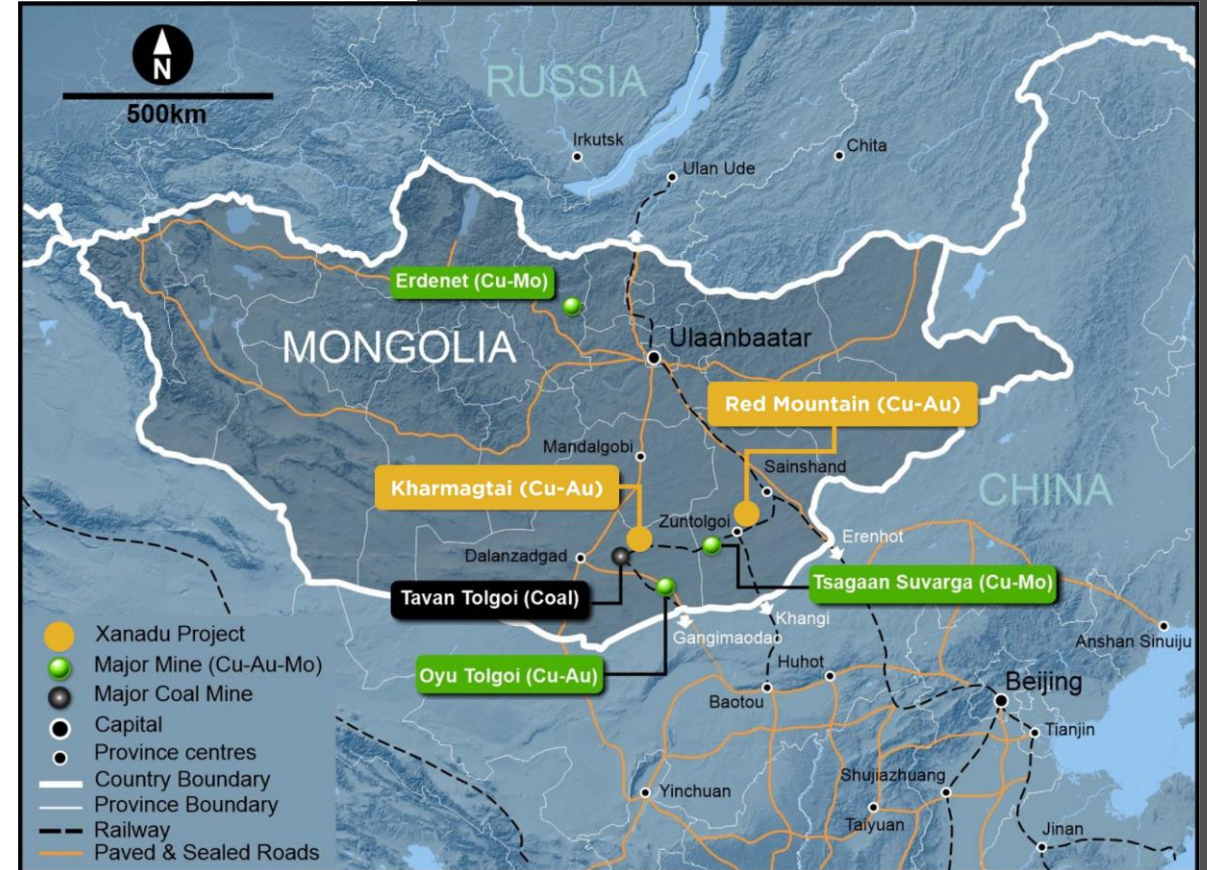 N
500km
RUSSIA
Irkutsk
Chita
Ulan Ude
Erdenet (Cu-Mo)
MONGOLIA
Ulaanbaatar
Red Mountain (Cu-Au)
Mandalgobi
Sainshand
Kharmagtai (Cu-Au)
CHINA
Zuntolgoi
Erenhot
Dalanzadgad
Tavan Tolgoi (Coal)
Tsagaan Suvarga (Cu-Mo)
Khangi
Gangimaodao
Anshan Sinuiju
Oyu Tolgoi (Cu-Au)
Huhot
Baotou
Beijing
Tianjin
Shujiazhuang
Yinchuan
Taiyuan
Jinan
Xanadu Project
Major Mine (Cu-Au-Mo)
Major Coal Mine
Capital
Province centres
Country Boundary
Province Boundary
Railway
Paved & Sealed Roads